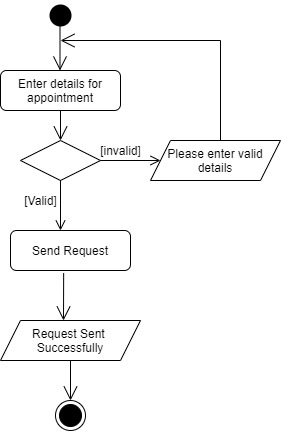 Enter details for
appointment
[invalid]
Please enter valid
details
[Valid]
Send Request
Request Sent
Successfully